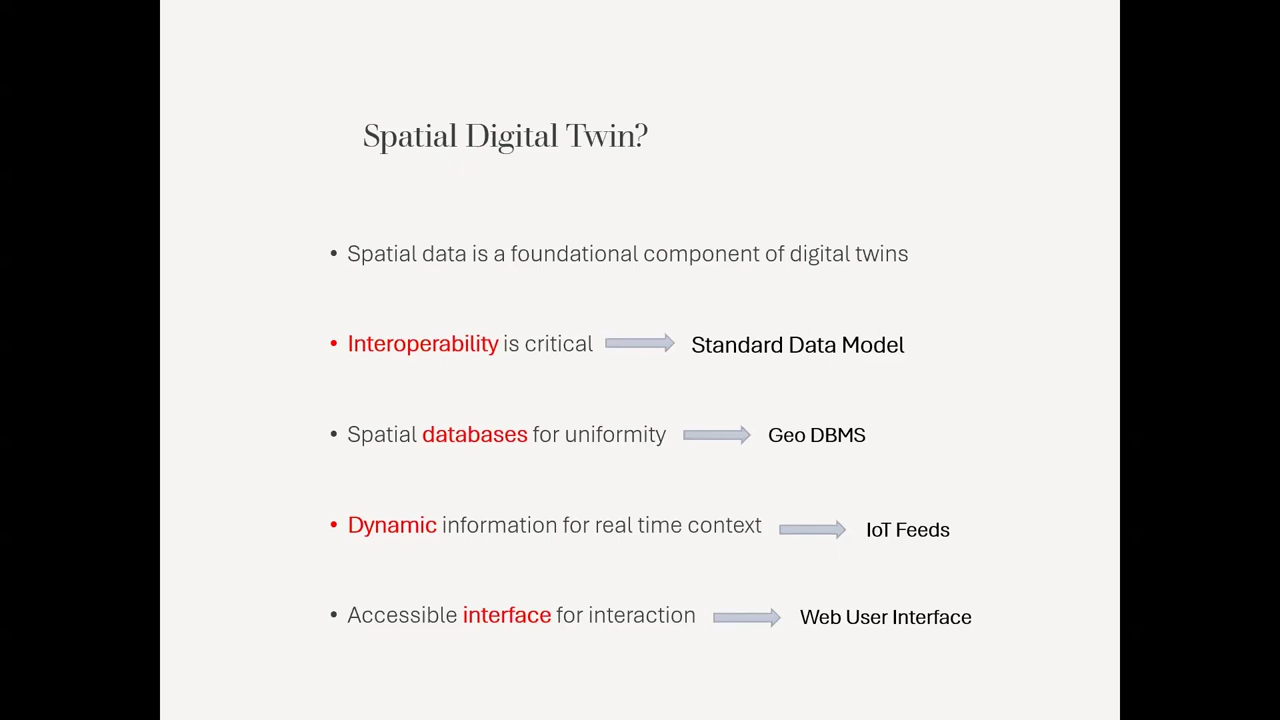 Spatial Digital Twin?
• Spatial data is a foundational component of digital twins
• Interoperability is critical Standard Data Model
• Spatial databases for uniformity Geo DBMS
• Dynamic information for real time context IoT Feeds
• Accessible interface for interaction Web User Interface